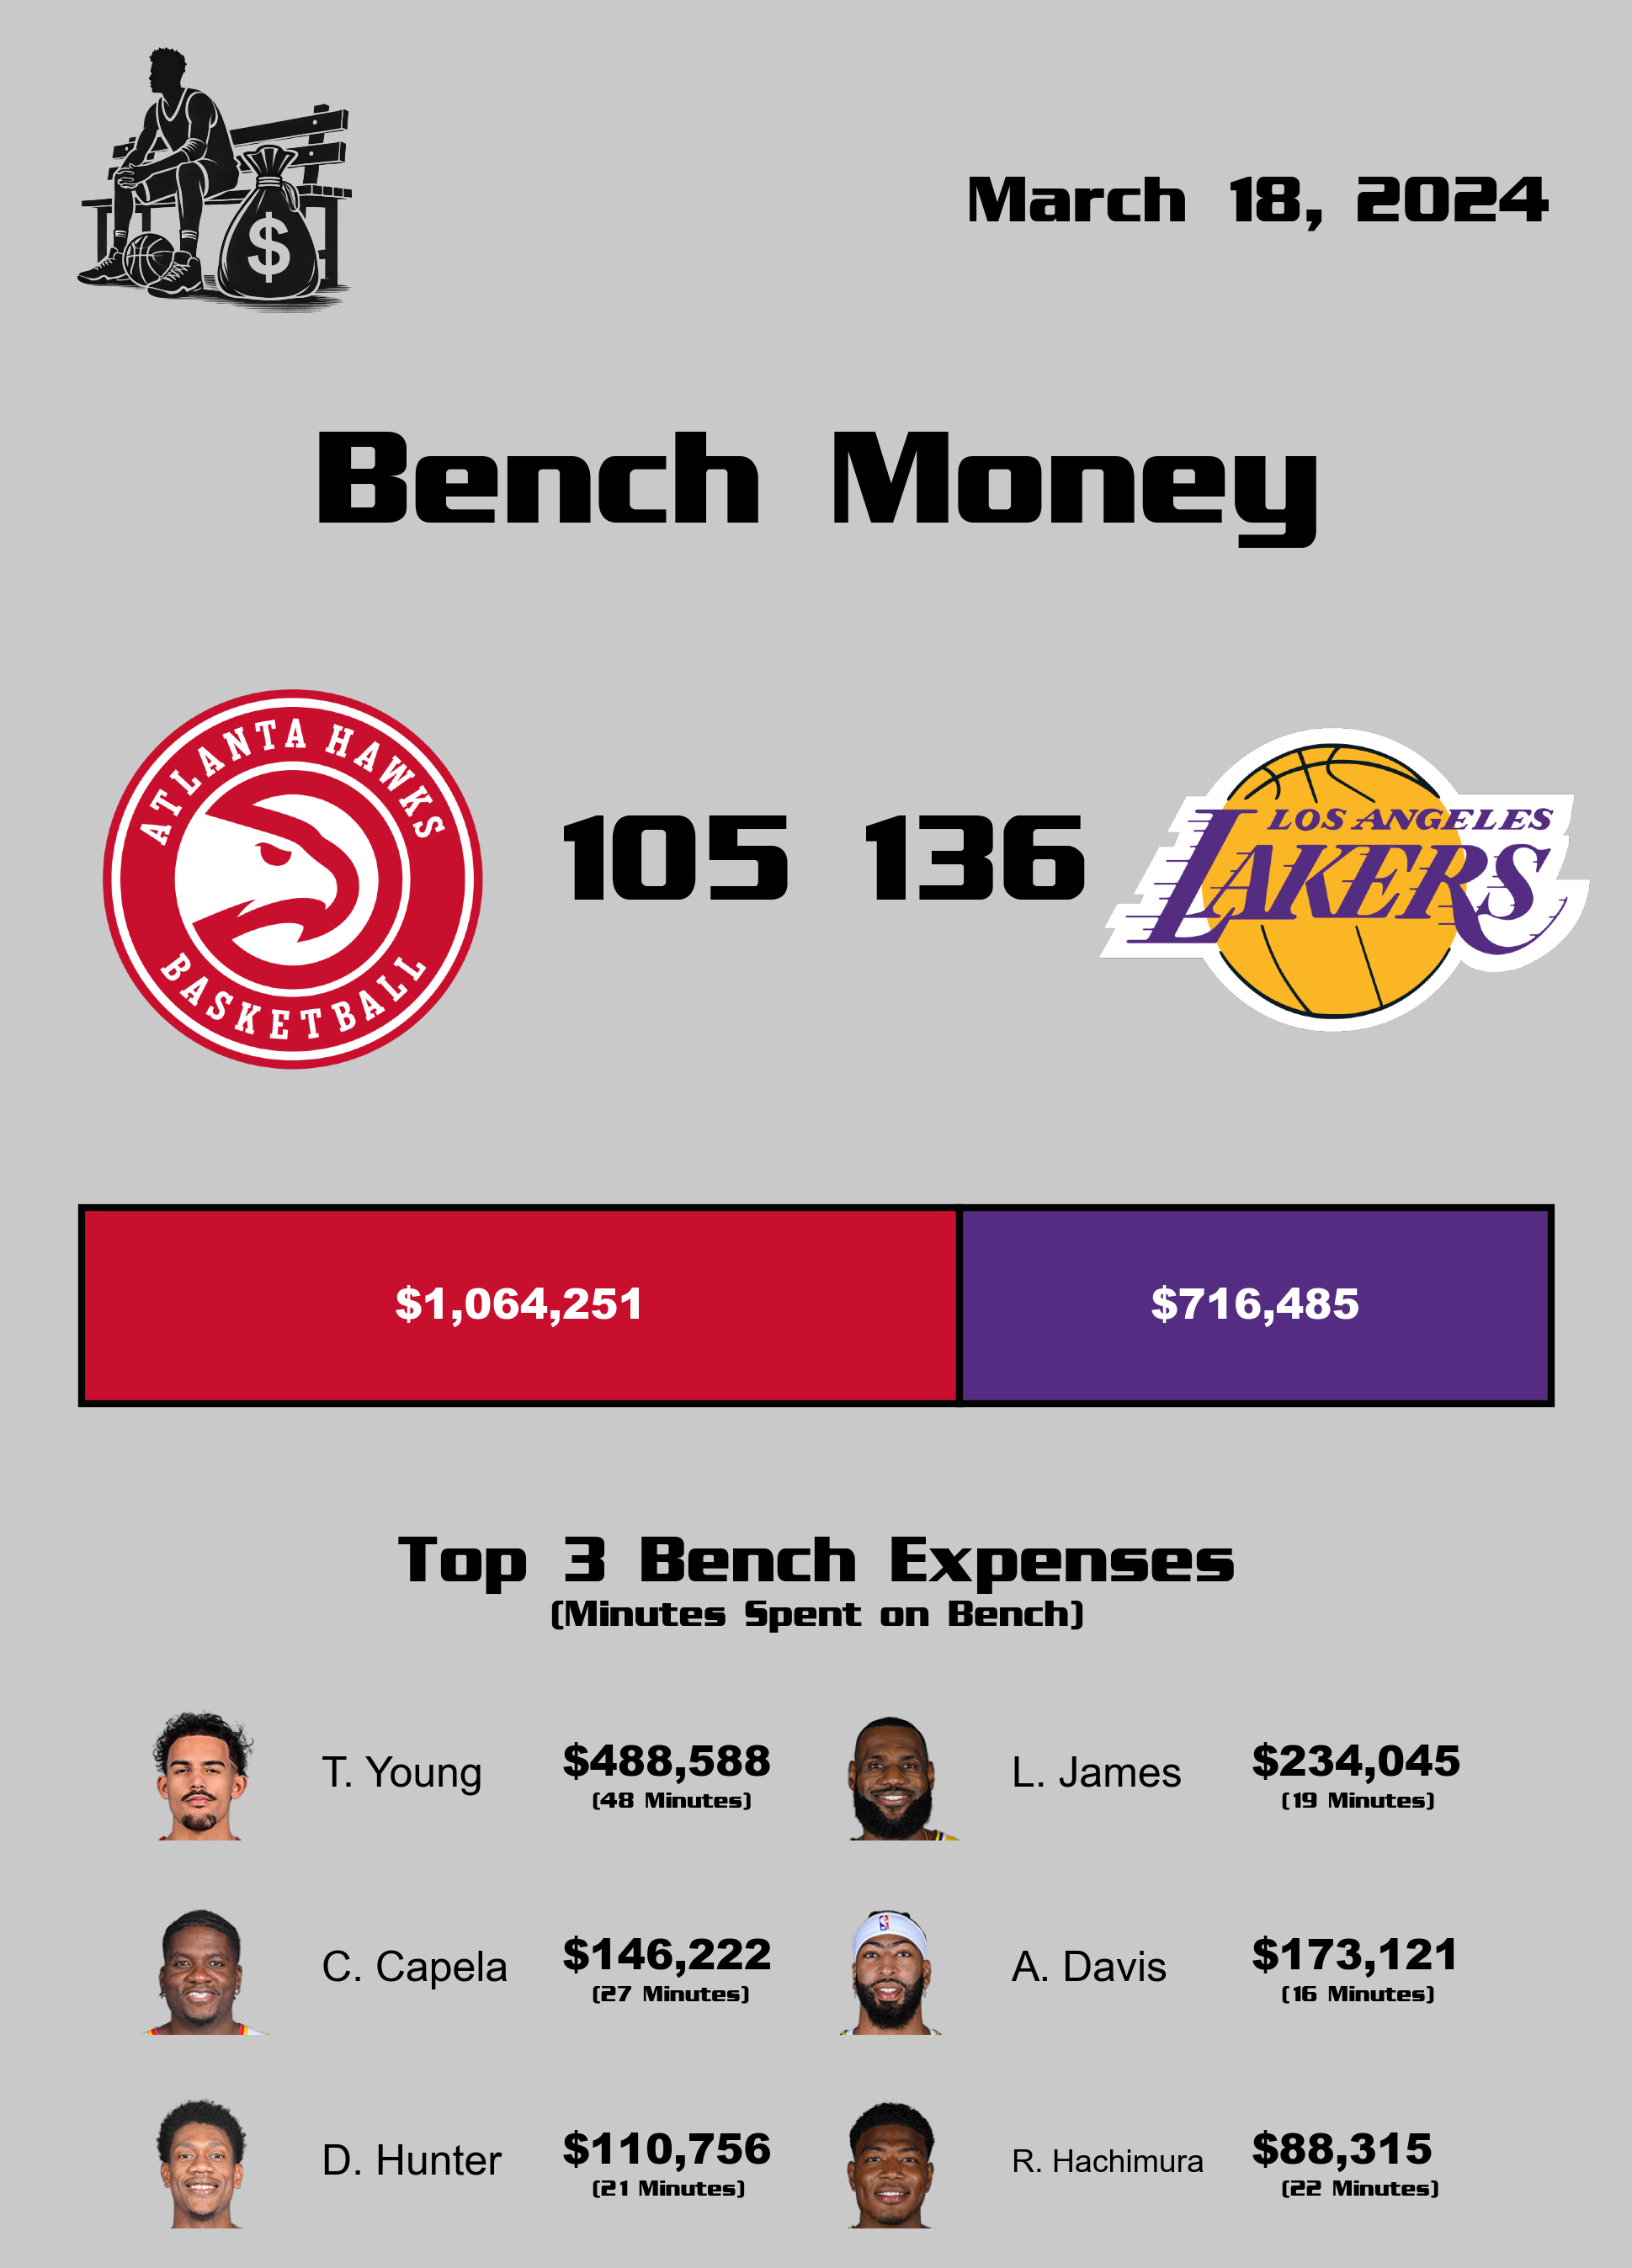 March 18, 2024
$
Bench Money
ATLANTA HAWKS
BASKETBALL
105 136
LOS ANGELES
LAKERS
$1,064,251 $716,485
Top 3 Bench Expenses
(Minutes Spent on Bench)
T. Young $488,588 L. James $234,045
(48 Minutes) (19 Minutes)
C. Capela $146,222 A. Davis $173,121
(27 Minutes) (16 Minutes)
D. Hunter $110,756 R. Hachimura $88,315
(21 Minutes) (22 Minutes)